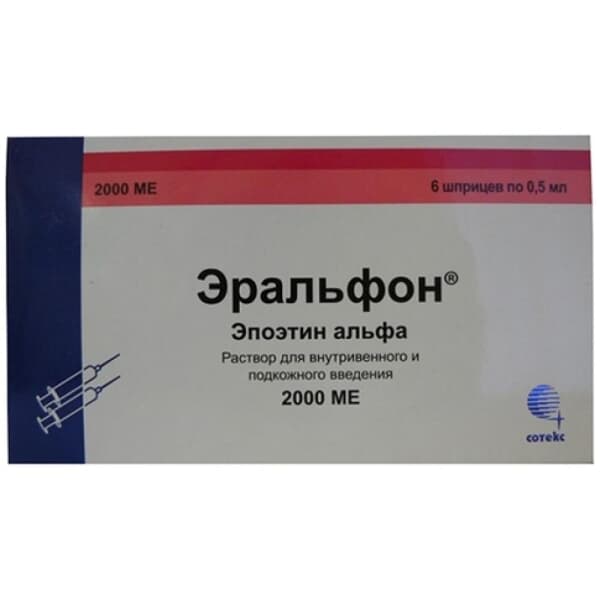 2000 МЕ
6 шприцев по 0,5 мл
Эральфон®
Эпоэтин альфа
Раствор для внутривенного и
подкожного введения
2000 МЕ
сотекс